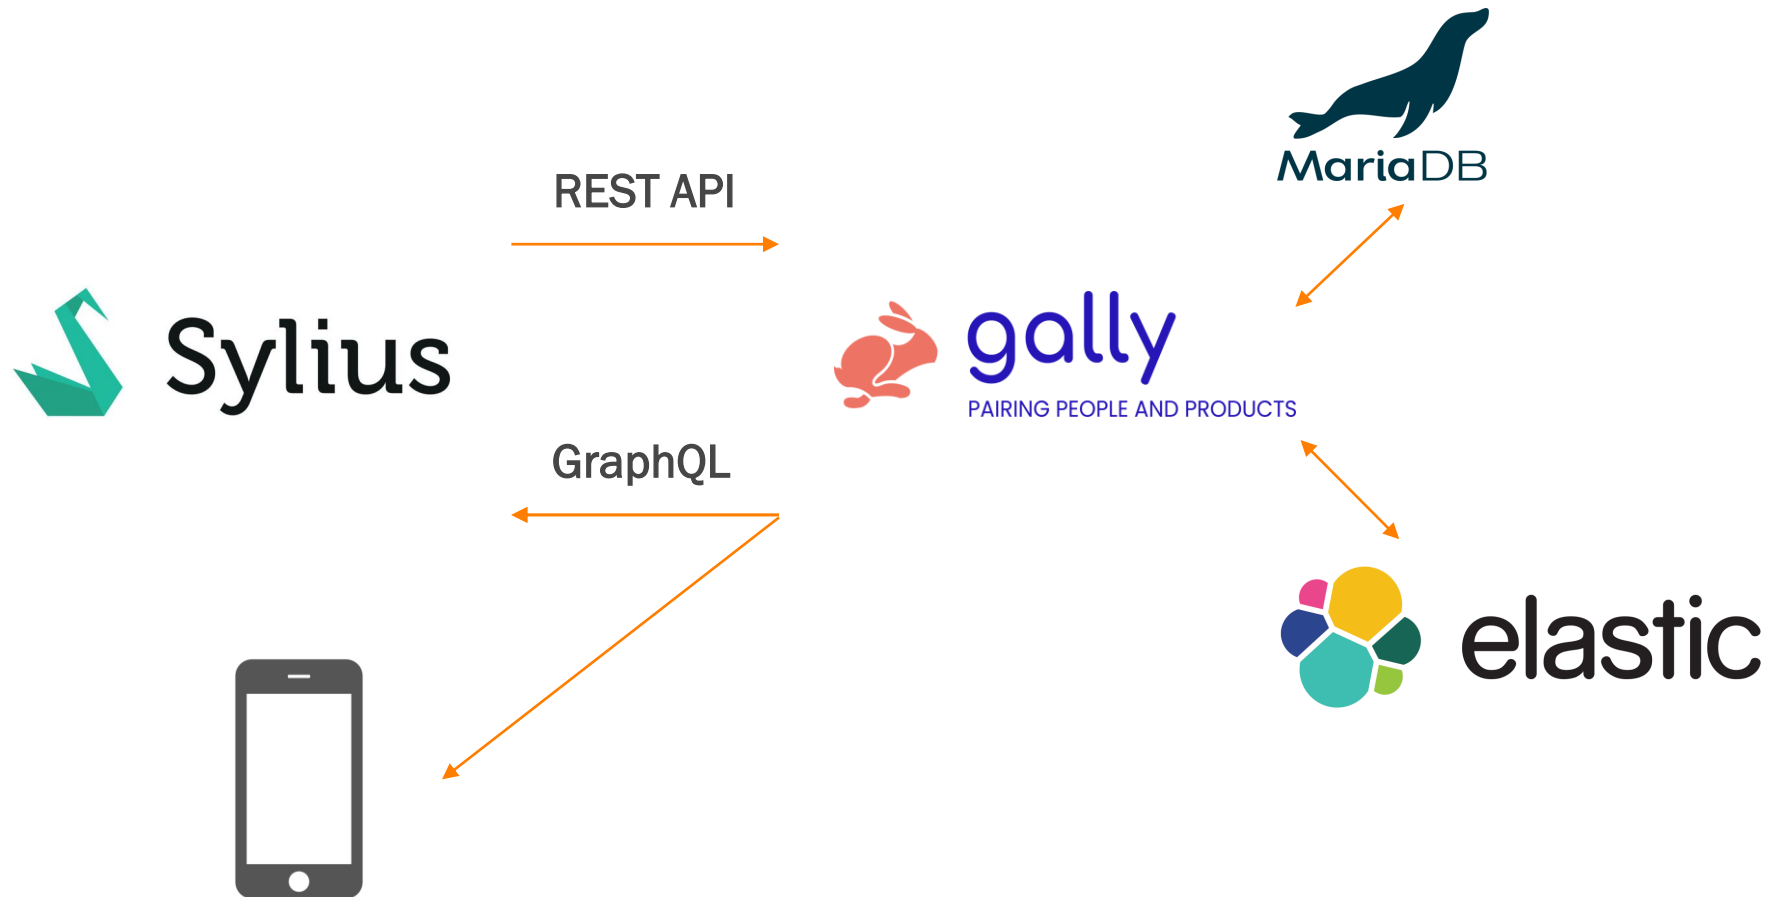 MariaDB
REST API
Sylius
gally
PAIRING PEOPLE AND PRODUCTS
GraphQL
elastic